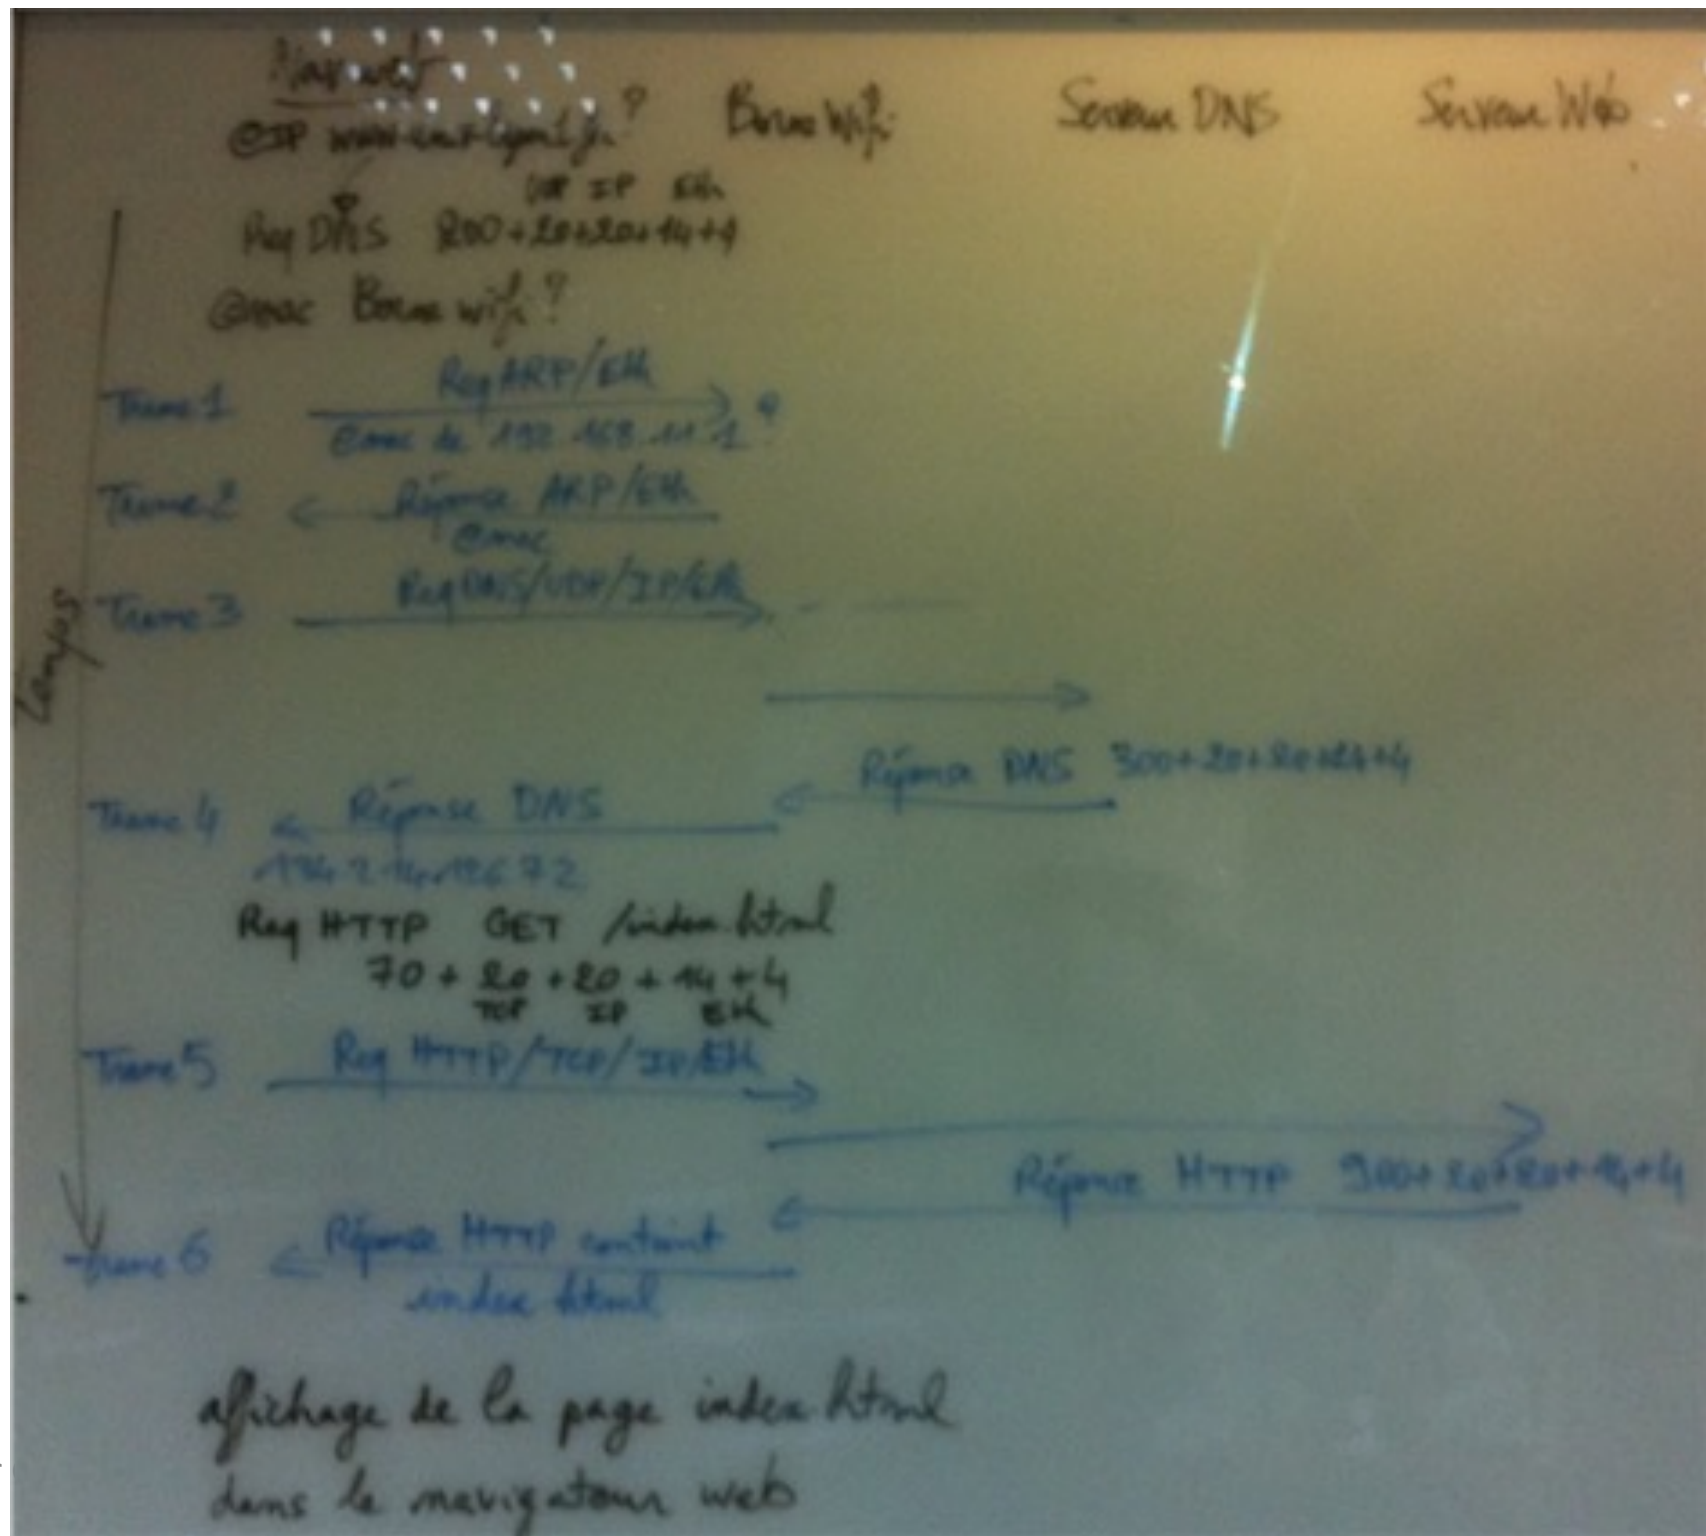 Borne Wifi
Serveur DNS
Serveur Web
@IP www ?
UDP IP Eth
Req DNS 200+20+20+14+4
@mac Borne wifi ?
Temps
Trame 1 Req ARP/Eth
@mac de 192.168.11.1 ?
Trame 2 Réponse ARP/Eth
@mac
Trame 3 Req DNS/UDP/IP/Eth
Réponse DNS 300+20+20+14+4
Trame 4 Réponse DNS
Req HTTP GET /index.html
70 + 20 + 20 + 14 + 4
TCP IP Eth
Trame 5 Req HTTP/TCP/IP/Eth
Réponse HTTP 900+20+20+14+4
Trame 6 Réponse HTTP contient
index.html
affichage de la page index.html
dans le navigateur web